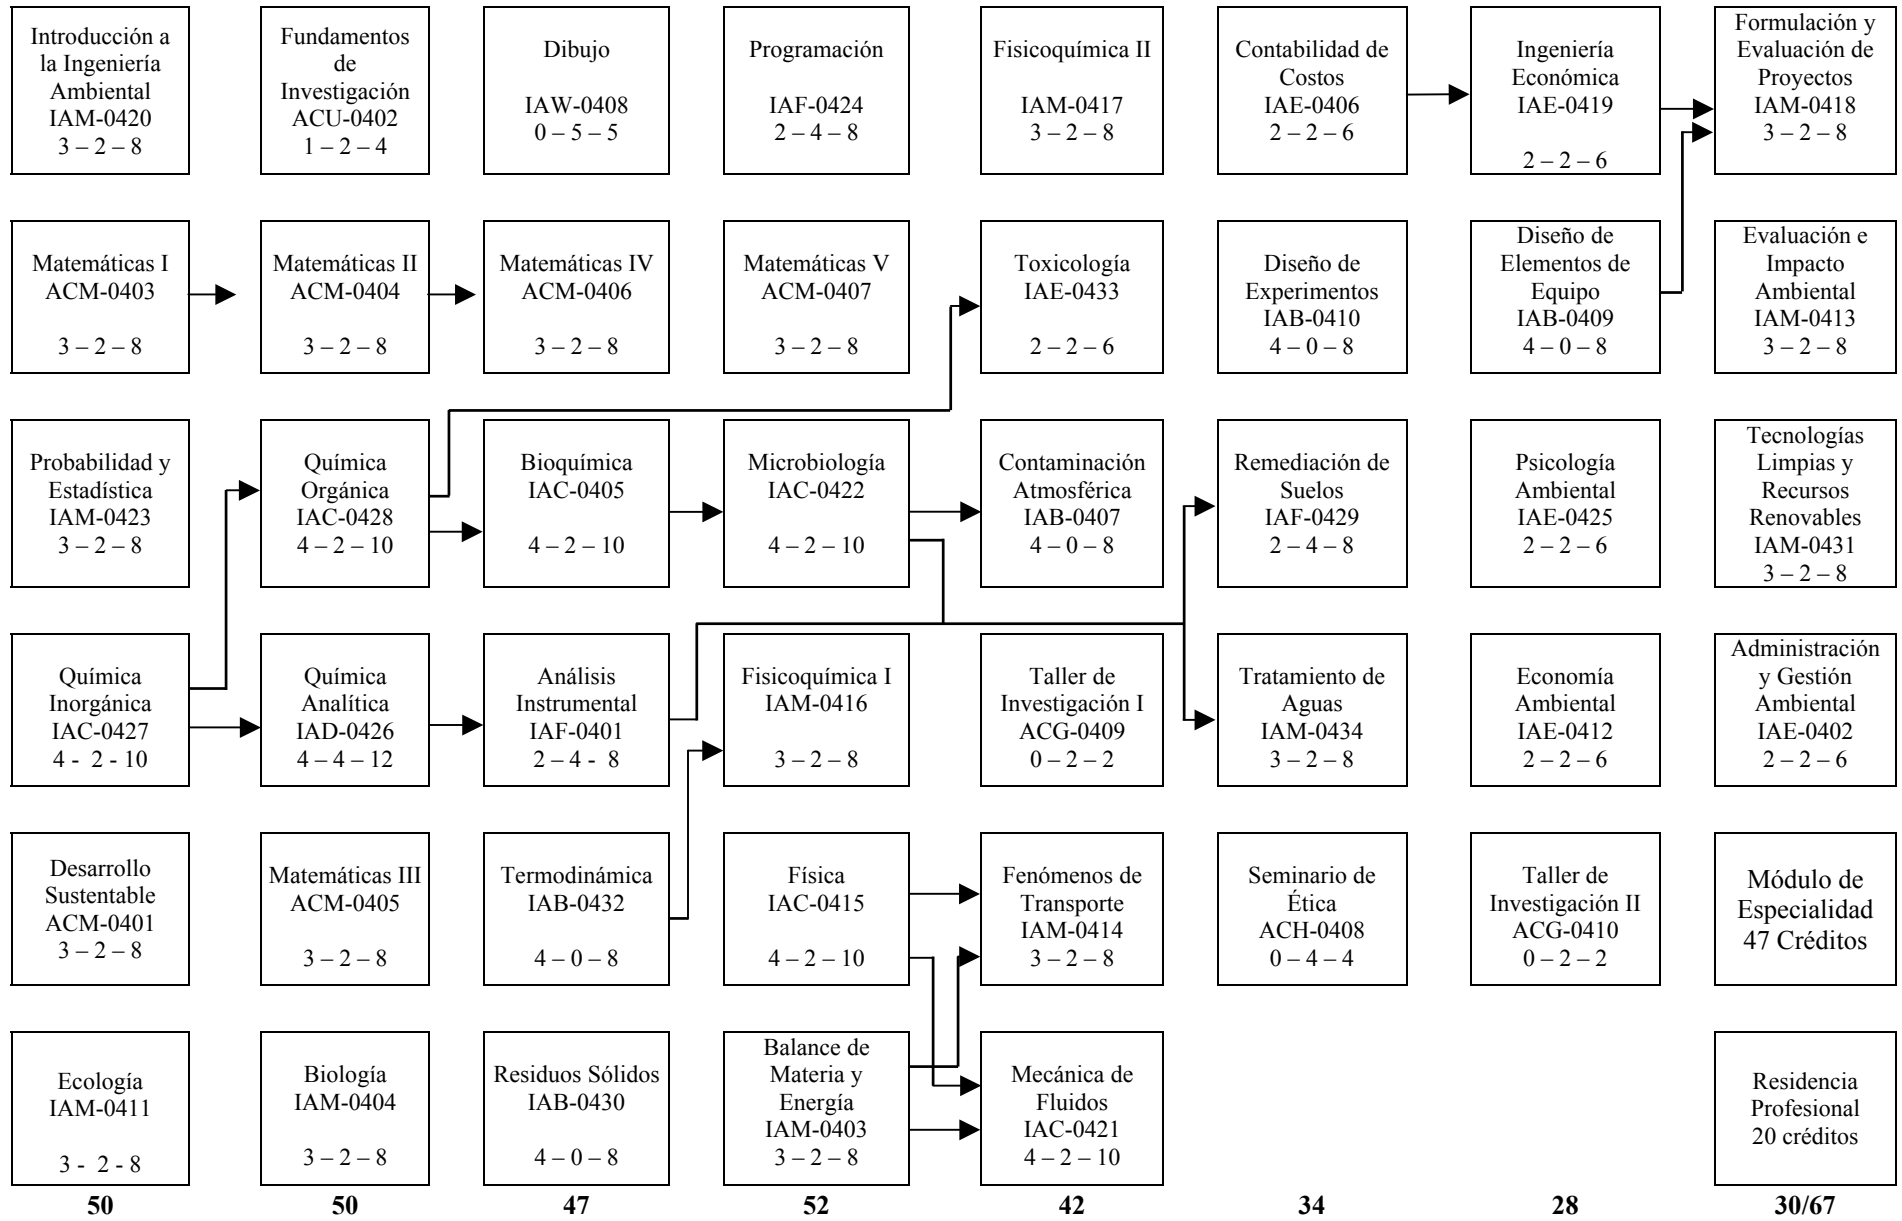 Introducción a
la Ingeniería
Ambiental
IAM-0420
3 – 2 – 8
Fundamentos
de
Investigación
ACU-0402
1 – 2 – 4
Dibujo
IAW-0408
0 – 5 – 5
Programación
IAF-0424
2 – 4 – 8
Fisicoquímica II
IAM-0417
3 – 2 – 8
Contabilidad de
Costos
IAE-0406
2 – 2 – 6
Ingeniería
Económica
IAE-0419
2 – 2 – 6
Formulación y
Evaluación de
Proyectos
IAM-0418
3 – 2 – 8
Matemáticas I
ACM-0403
3 – 2 – 8
Matemáticas II
ACM-0404
3 – 2 – 8
Matemáticas IV
ACM-0406
3 – 2 – 8
Matemáticas V
ACM-0407
3 – 2 – 8
Toxicología
IAE-0433
2 – 2 – 6
Diseño de
Experimentos
IAB-0410
4 – 0 – 8
Diseño de
Elementos de
Equipo
IAB-0409
4 – 0 – 8
Evaluación e
Impacto
Ambiental
IAM-0413
3 – 2 – 8
Probabilidad y
Estadística
IAM-0423
3 – 2 – 8
Química
Orgánica
IAC-0428
4 – 2 – 10
Bioquímica
IAC-0405
4 – 2 – 10
Microbiología
IAC-0422
4 – 2 – 10
Contaminación
Atmosférica
IAB-0407
4 – 0 – 8
Remediación de
Suelos
IAF-0429
2 – 4 – 8
Psicología
Ambiental
IAE-0425
2 – 2 – 6
Tecnologías
Limpias y
Recursos
Renovables
IAM-0431
3 – 2 – 8
Química
Inorgánica
IAC-0427
4 - 2 - 10
Química
Analítica
IAD-0426
4 – 4 – 12
Análisis
Instrumental
IAF-0401
2 – 4 - 8
Fisicoquímica I
IAM-0416
3 – 2 – 8
Taller de
Investigación I
ACG-0409
0 – 2 – 2
Tratamiento de
Aguas
IAM-0434
3 – 2 – 8
Economía
Ambiental
IAE-0412
2 – 2 – 6
Administración
y Gestión
Ambiental
IAE-0402
2 – 2 – 6
Desarrollo
Sustentable
ACM-0401
3 – 2 – 8
Matemáticas III
ACM-0405
3 – 2 – 8
Termodinámica
IAB-0432
4 – 0 – 8
Física
IAC-0415
4 – 2 – 10
Fenómenos de
Transporte
IAM-0414
3 – 2 – 8
Seminario de
Ética
ACH-0408
0 – 4 – 4
Taller de
Investigación II
ACG-0410
0 – 2 – 2
Módulo de
Especialidad
47 Créditos
Ecología
IAM-0411
3 - 2 - 8
Biología
IAM-0404
3 – 2 – 8
Residuos Sólidos
IAB-0430
4 – 0 – 8
Balance de
Materia y
Energía
IAM-0403
3 – 2 – 8
Mecánica de
Fluidos
IAC-0421
4 – 2 – 10
Residencia
Profesional
20 créditos
50 50 47 52 42 34 28 30/67